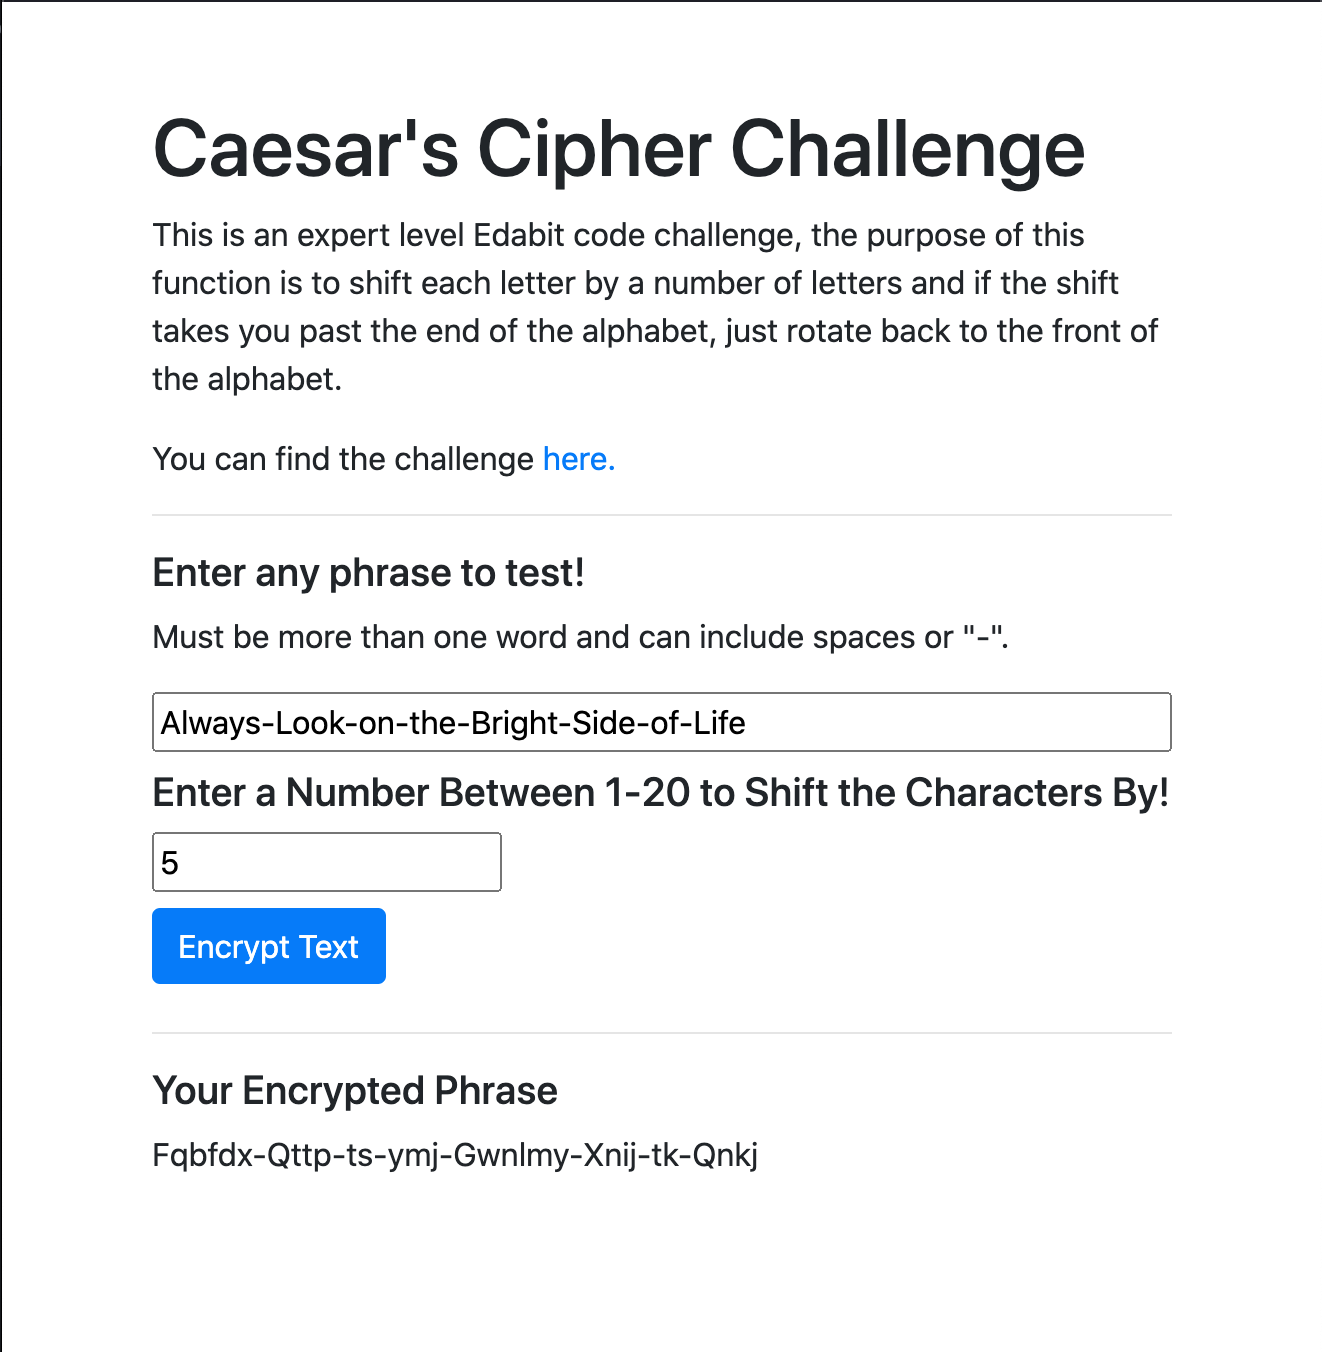 Caesar's Cipher Challenge
This is an expert level Edabit code challenge, the purpose of this
function is to shift each letter by a number of letters and if the shift
takes you past the end of the alphabet, just rotate back to the front of
the alphabet.
You can find the challenge here.
Enter any phrase to test!
Must be more than one word and can include spaces or "-".
Always-Look-on-the-Bright-Side-of-Life
Enter a Number Between 1-20 to Shift the Characters By!
5
Encrypt Text
Your Encrypted Phrase
Fqbfdx-Qttp-ts-ymj-Gwnlmy-Xnij-tk-Qnkj